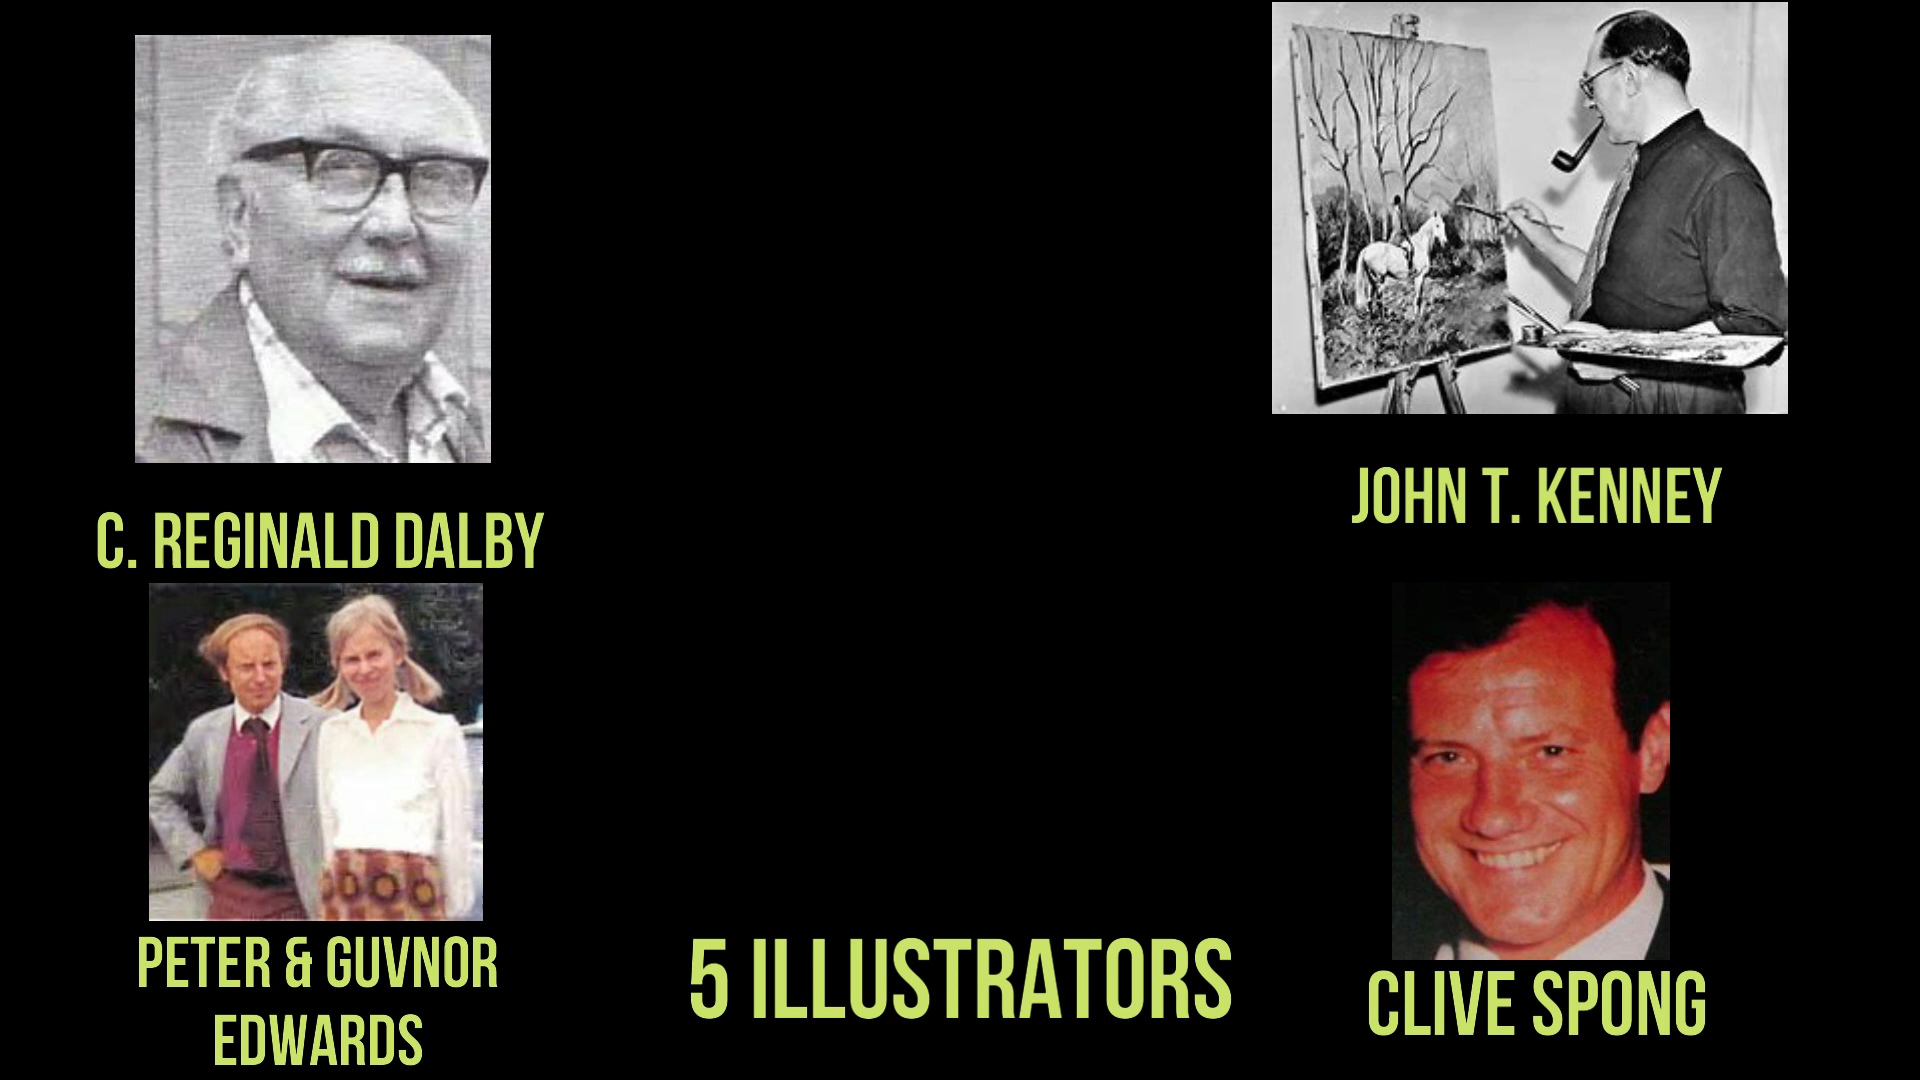 C. REGINALD DALBY
JOHN T. KENNEY
PETER & GUVNOR
EDWARDS
5 ILLUSTRATORS
CLIVE SPONG